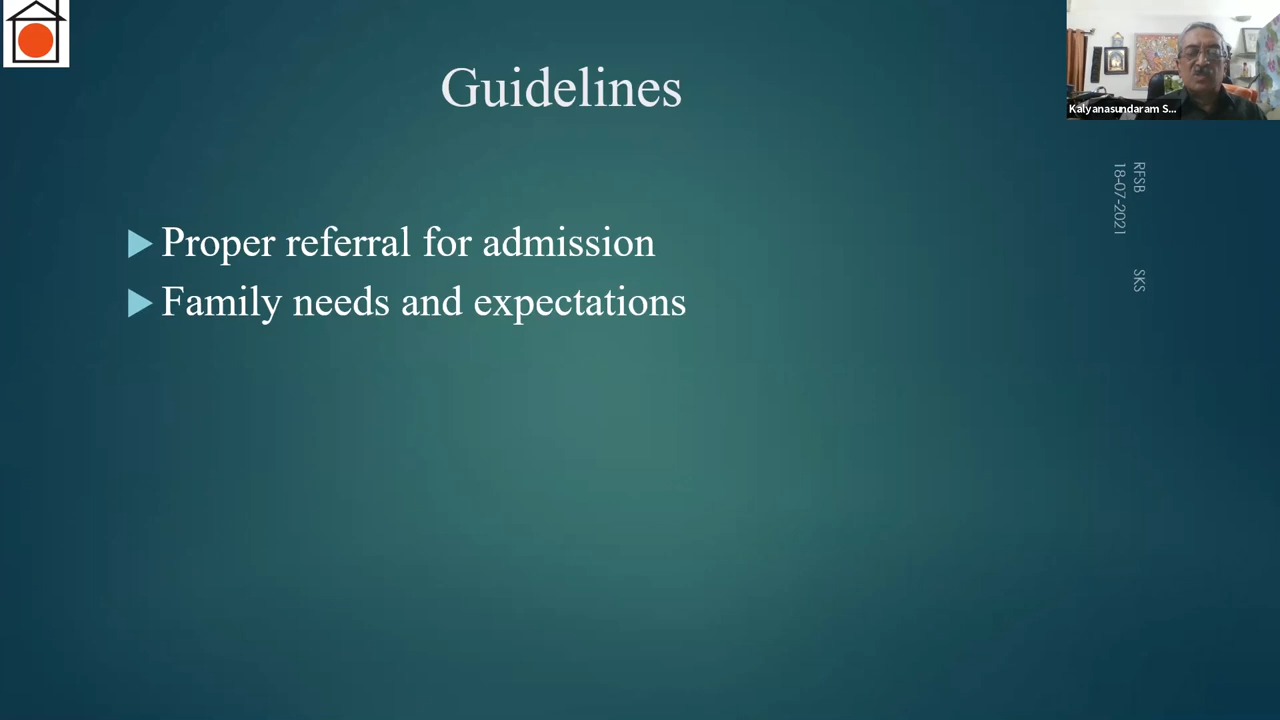 Guidelines
Kalyanasundaram S...
RFSB
18-07-2021
SKS
Proper referral for admission
Family needs and expectations